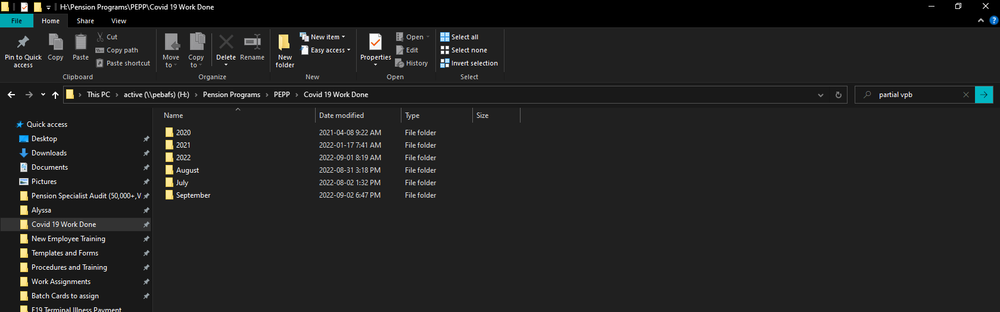 H:\Pension Programs\PEPP\Covid 19 Work Done
File Home Share View
Pin to Quick access
Copy
Paste
Cut
Copy path
Paste shortcut
Clipboard
Move to
Copy to
Delete
Rename
Organize
New folder
New item
Easy access
New
Properties
Open
Edit
History
Open
Select all
Select none
Invert selection
Select
This PC > active (\\pebafs) (H:) > Pension Programs > PEPP > Covid 19 Work Done
partial vpb
Quick access
Desktop
Downloads
Documents
Pictures
Pension Specialist Audit (50,000+,V
Alyssa
Covid 19 Work Done
New Employee Training
Templates and Forms
Procedures and Training
Work Assignments
Batch Cards to assign
F19 Terminal Illness Payment
Name Date modified Type Size
2020 2021-04-08 9:22 AM File folder
2021 2022-01-17 7:41 AM File folder
2022 2022-09-01 8:19 AM File folder
August 2022-08-31 3:18 PM File folder
July 2022-08-02 1:32 PM File folder
September 2022-09-02 6:47 PM File folder